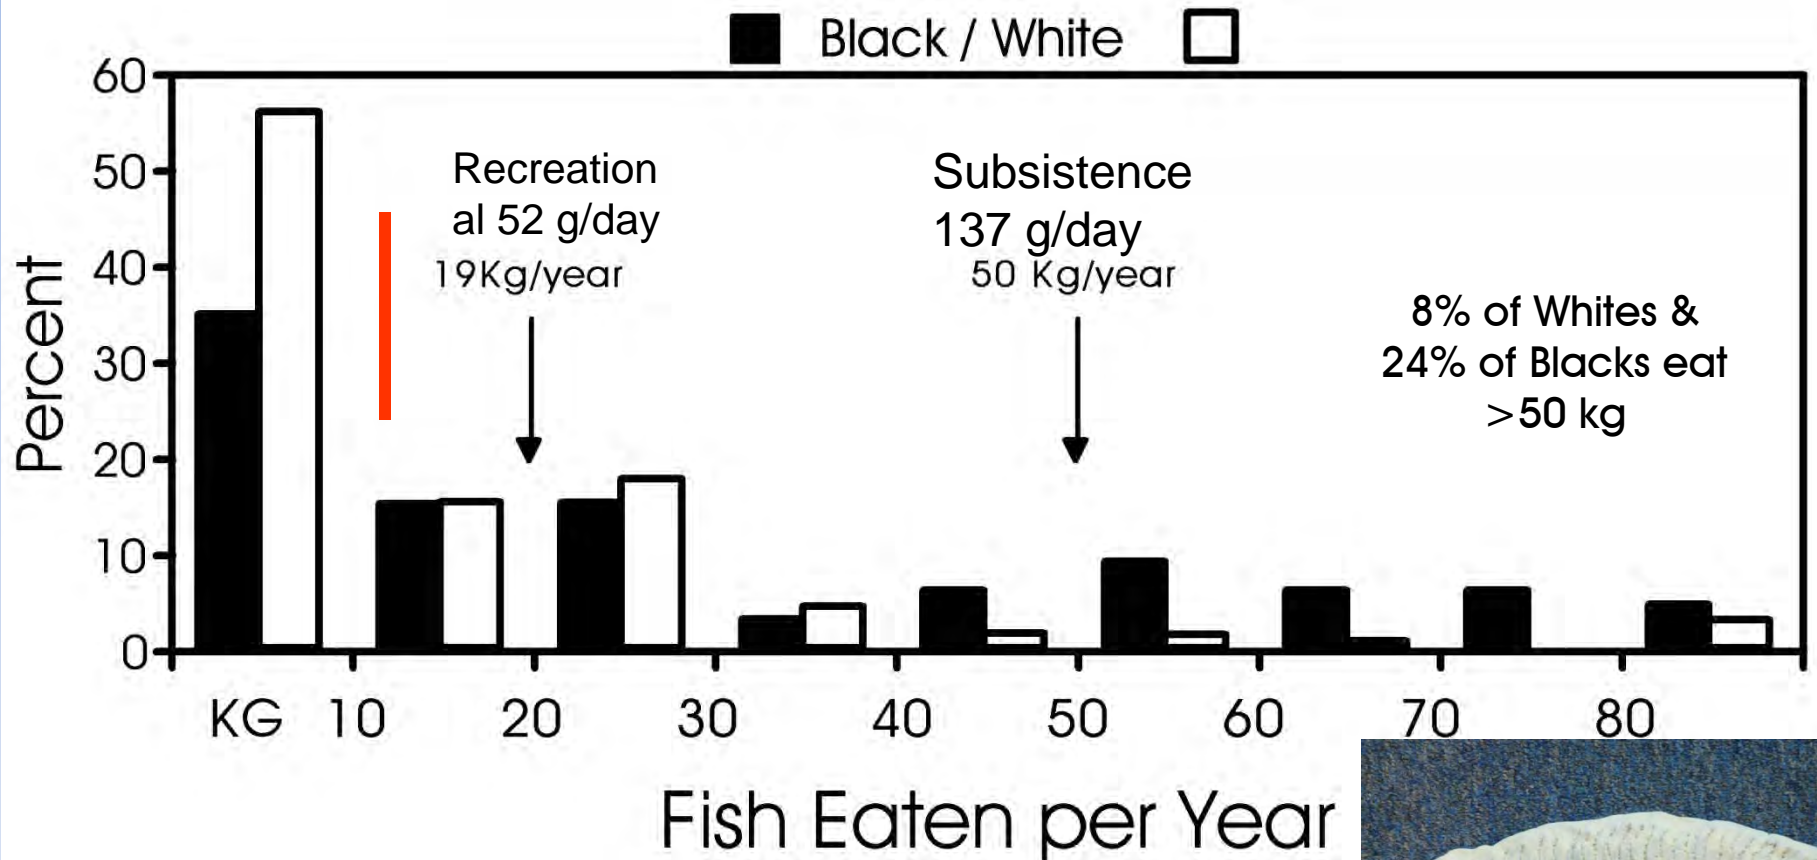 Black / White
60
50
40
30
20
10
0
Percent
Recreation
al 52 g/day
19Kg/year
Subsistence
137 g/day
50 Kg/year
8% of Whites &
24% of Blacks eat
>50 kg
KG 10 20 30 40 50 60 70 80
Fish Eaten per Year